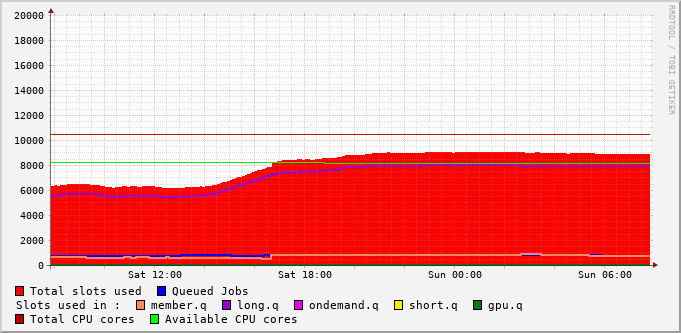 RRDTOOL / TOBI OETIKER
20000
18000
16000
14000
12000
10000
8000
6000
4000
2000
0
Sat 12:00 Sat 18:00 Sun 00:00 Sun 06:00
Total slots used Queued Jobs
Slots used in : member.q long.q ondemand.q short.q gpu.q
Total CPU cores Available CPU cores